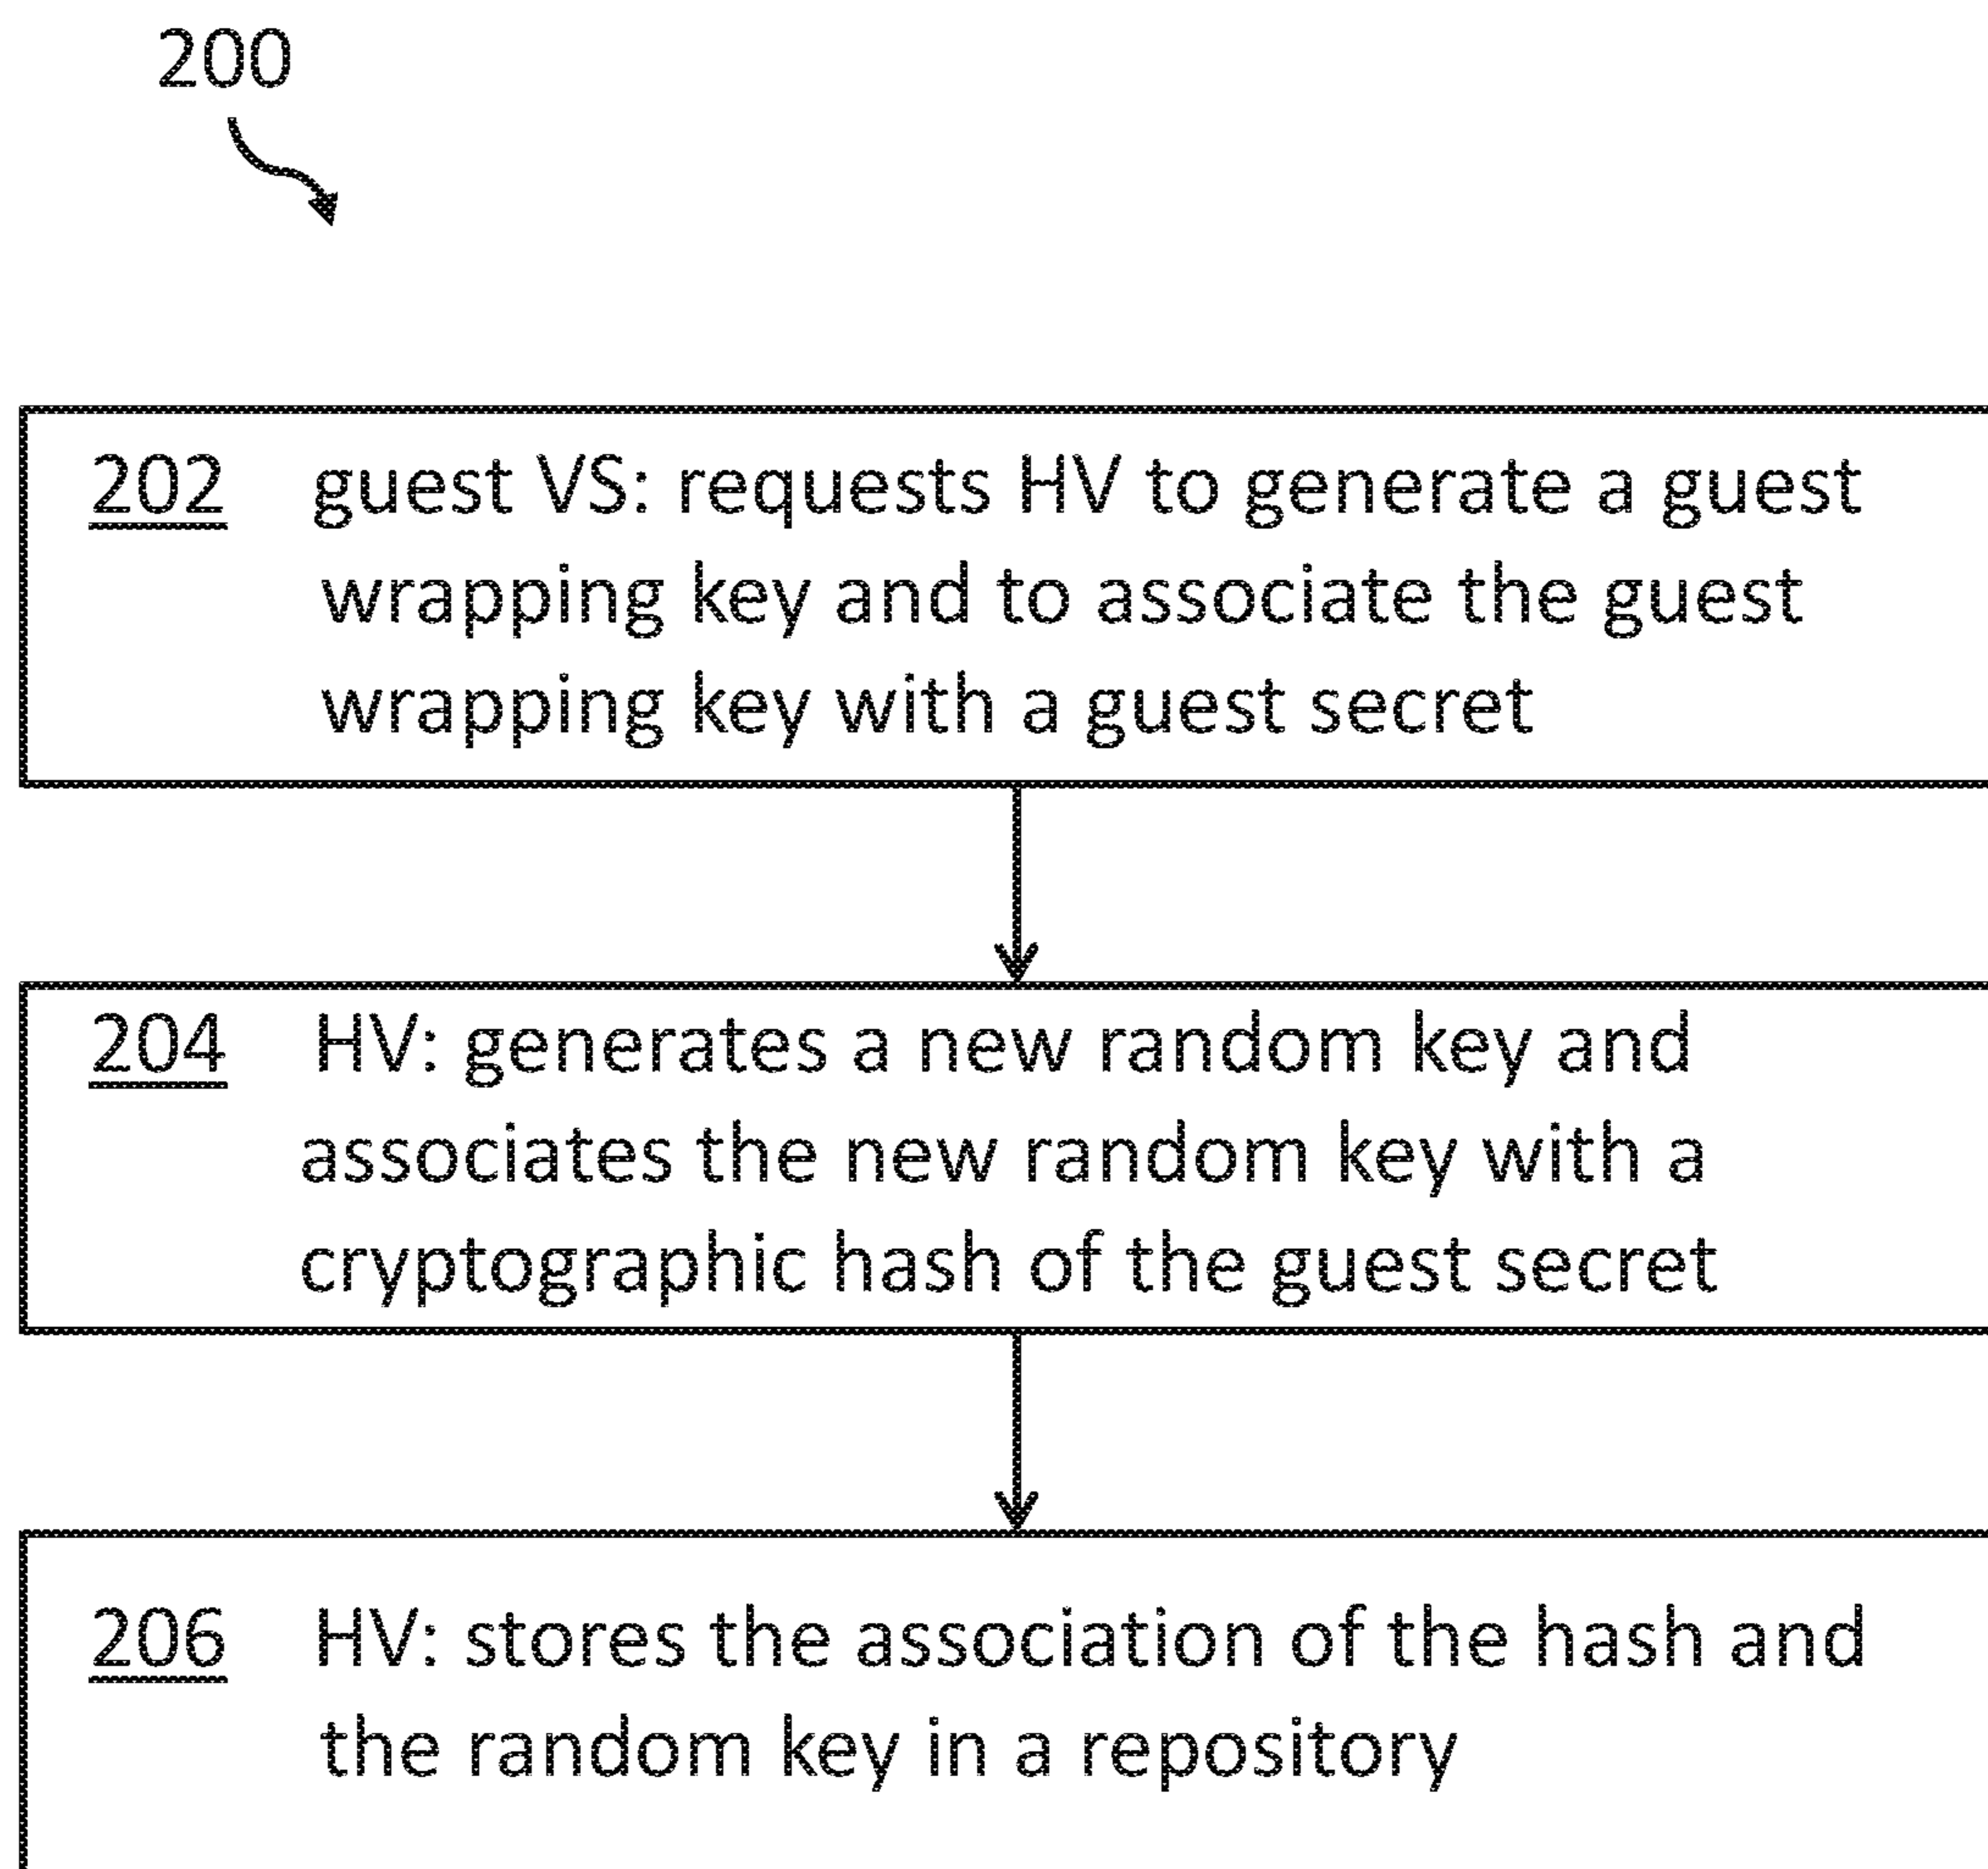 200
202 guest VS: requests HV to generate a guest
wrapping key and to associate the guest
wrapping key with a guest secret
204 HV: generates a new random key and
associates the new random key with a
cryptographic hash of the guest secret
206 HV: stores the association of the hash and
the random key in a repository